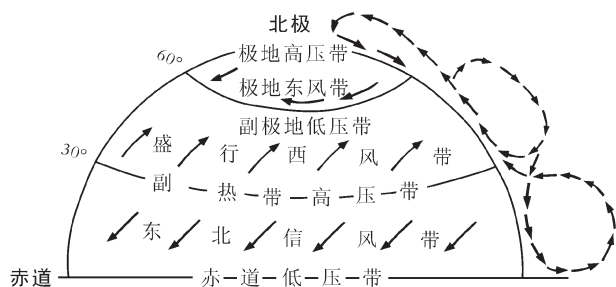 北极
60°
极地高压带
极地东风带
副极地低压带
盛行西风带
30°
副热带高压带
东北信风带
赤道
赤道低压带